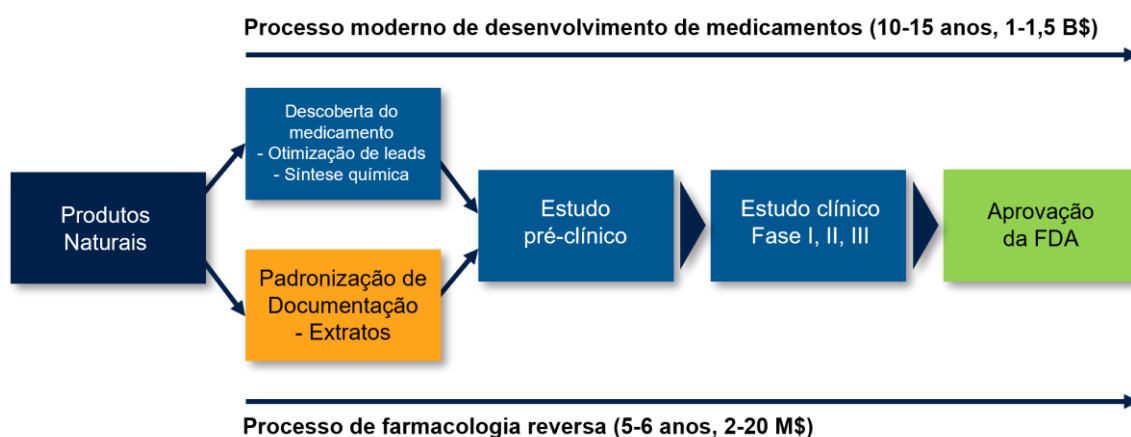 Processo moderno de desenvolvimento de medicamentos (10-15 anos, 1-1,5 B$)
Descoberta do
medicamento
- Otimização de leads
- Síntese química
Produtos
Naturais
Padronização de
Documentação
- Extratos
Estudo
pré-clínico
Estudo clínico
Fase I, II, III
Aprovação
da FDA
Processo de farmacologia reversa (5-6 anos, 2-20 M$)